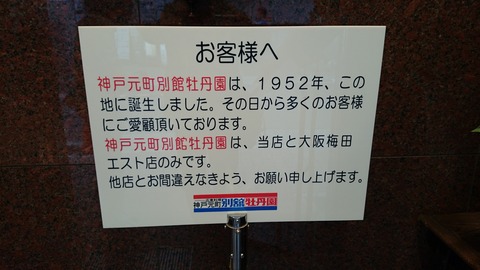 お客様へ
神戸元町別館牡丹園は、１９５２年、この
地に誕生しました。その日から多くのお客様
にご愛顧頂いております。
神戸元町別館牡丹園は、当店と大阪梅田
エスト店のみです。
他店とお間違えなきよう、お願い申し上げます。
神戸元町別館牡丹園